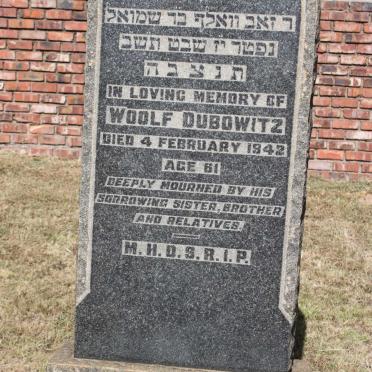 ר זאב וואלף בר שמואל
נפטר יז שבט תשב
תנצבה
IN LOVING MEMORY OF
WOOLF DUBOWITZ
DIED 4 FEBRUARY 1942
AGE 61
DEEPLY MOURNED BY HIS
SORROWING SISTER, BROTHER
AND RELATIVES
M.H.D.S.R.I.P.